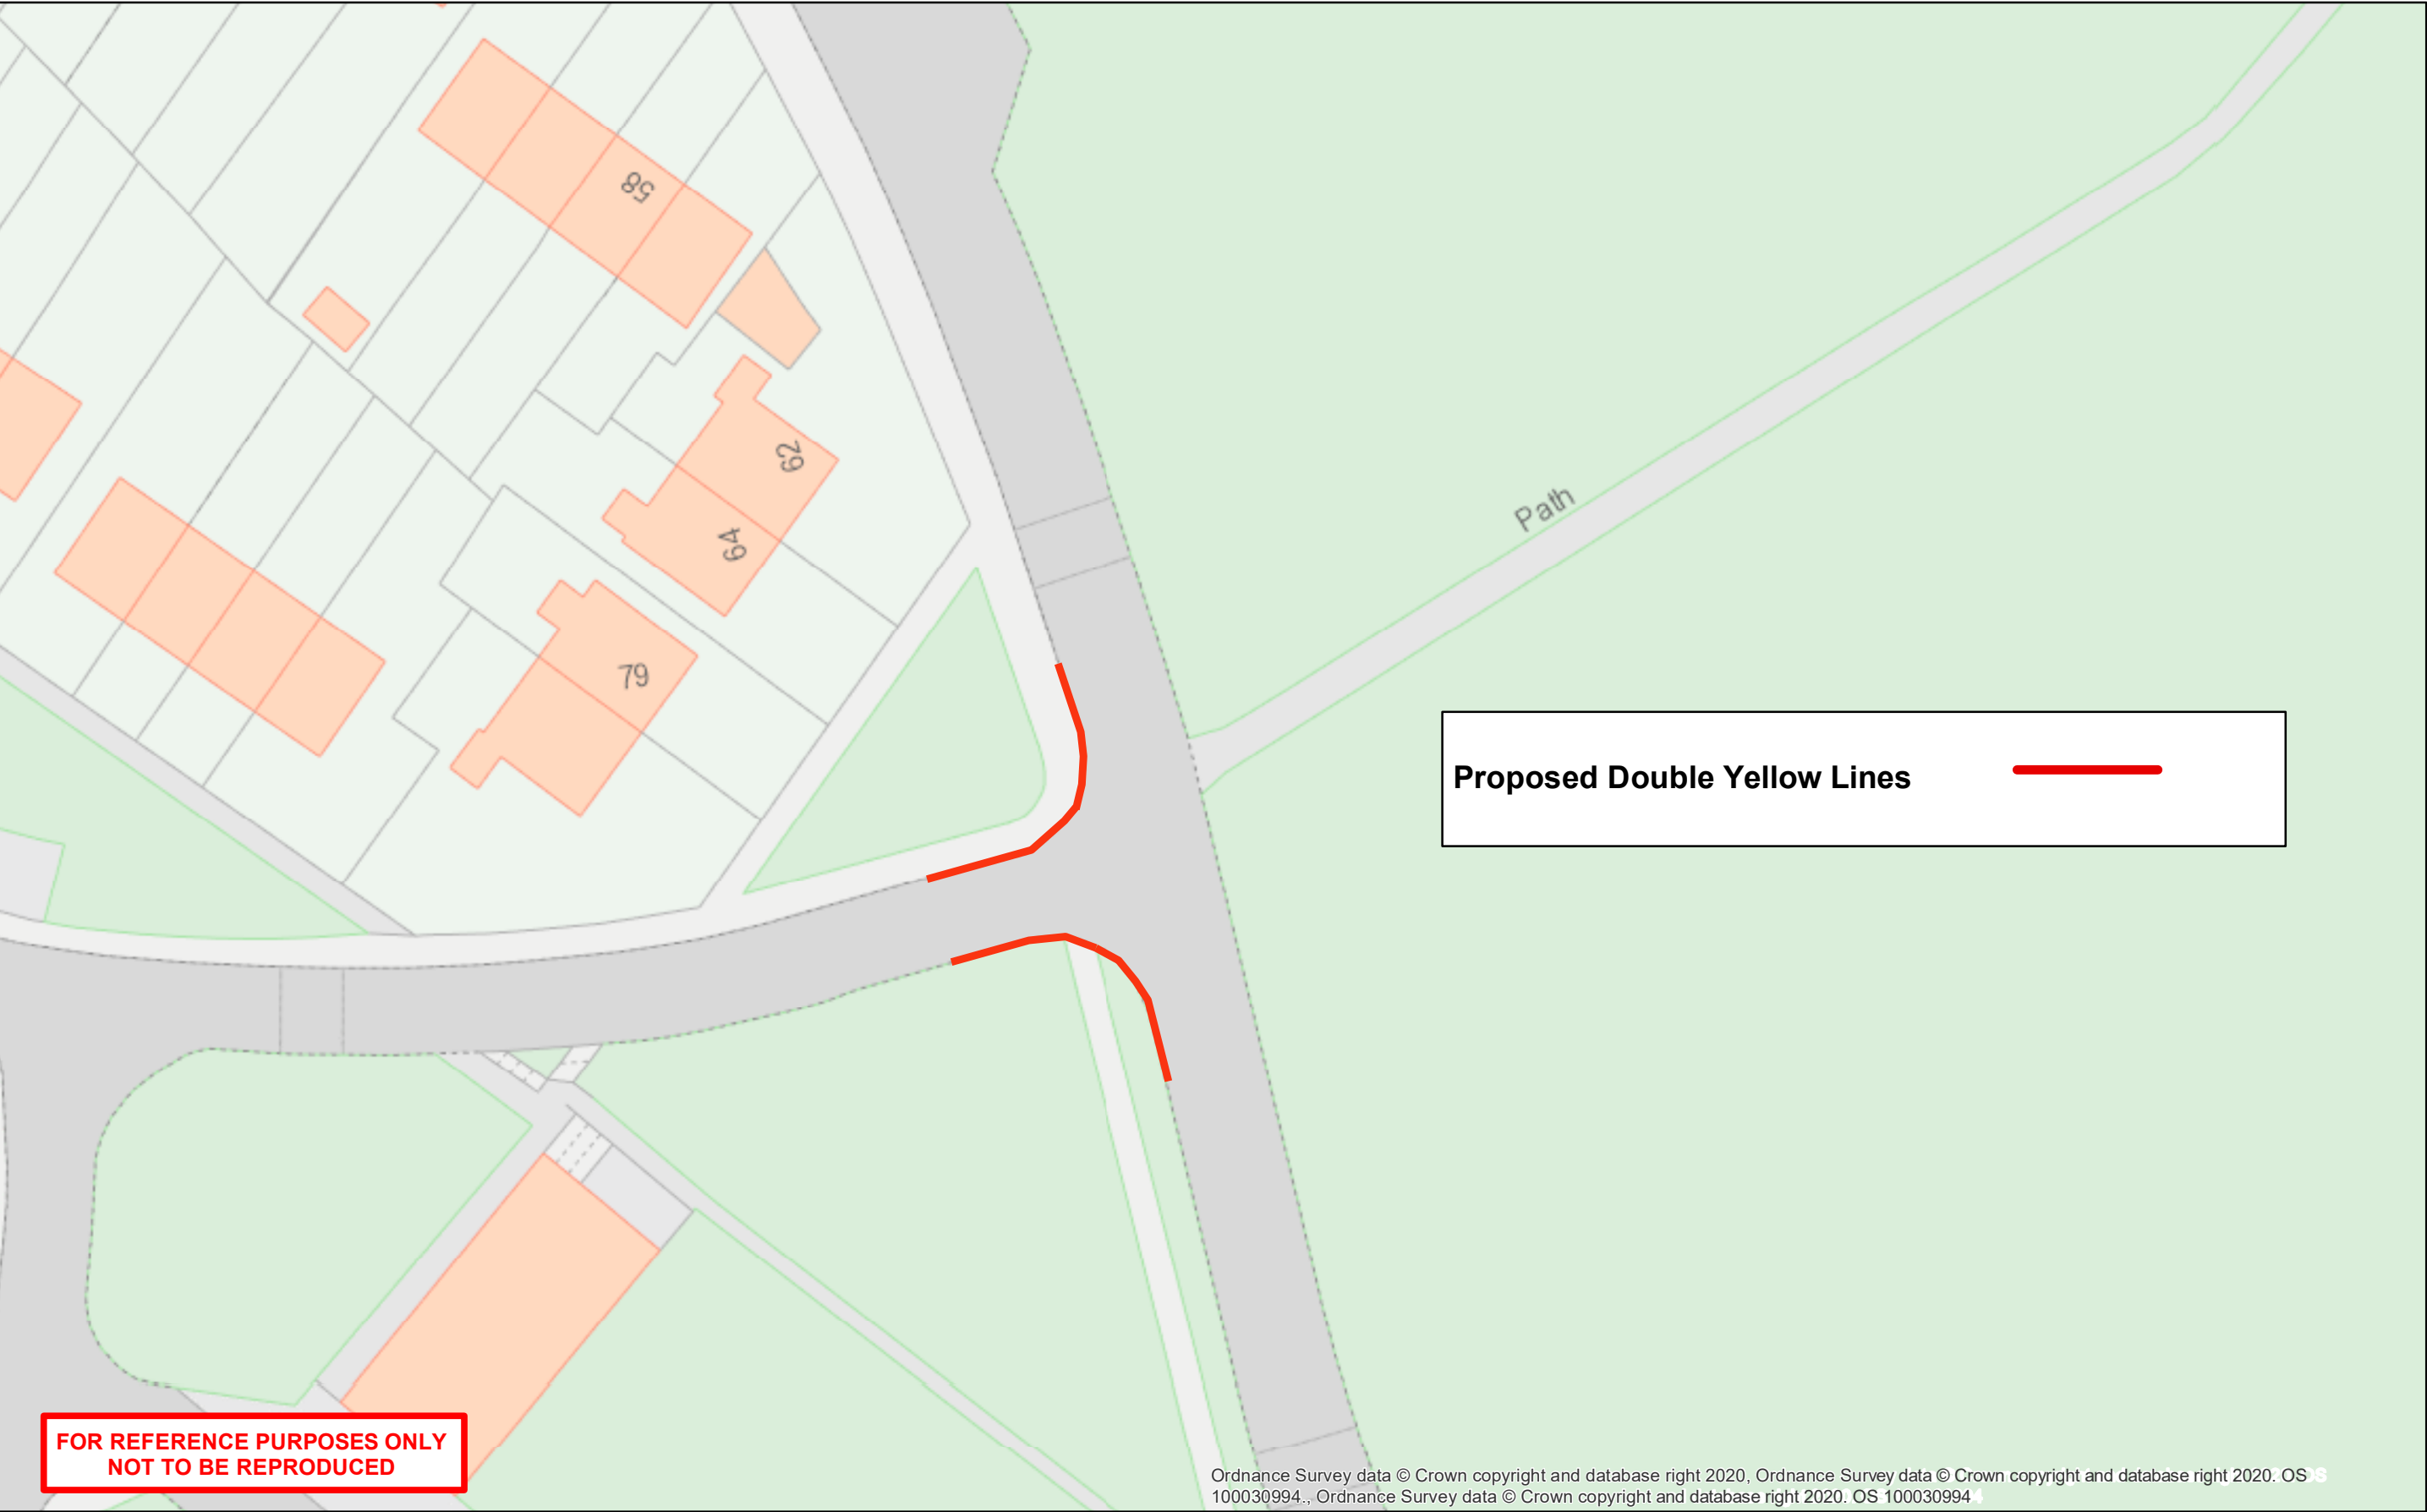 58
62
64
79
Path
Proposed Double Yellow Lines
FOR REFERENCE PURPOSES ONLY
NOT TO BE REPRODUCED
Ordnance Survey data © Crown copyright and database right 2020, Ordnance Survey data © Crown copyright and database right 2020. OS
100030994., Ordnance Survey data © Crown copyright and database right 2020. OS 100030994